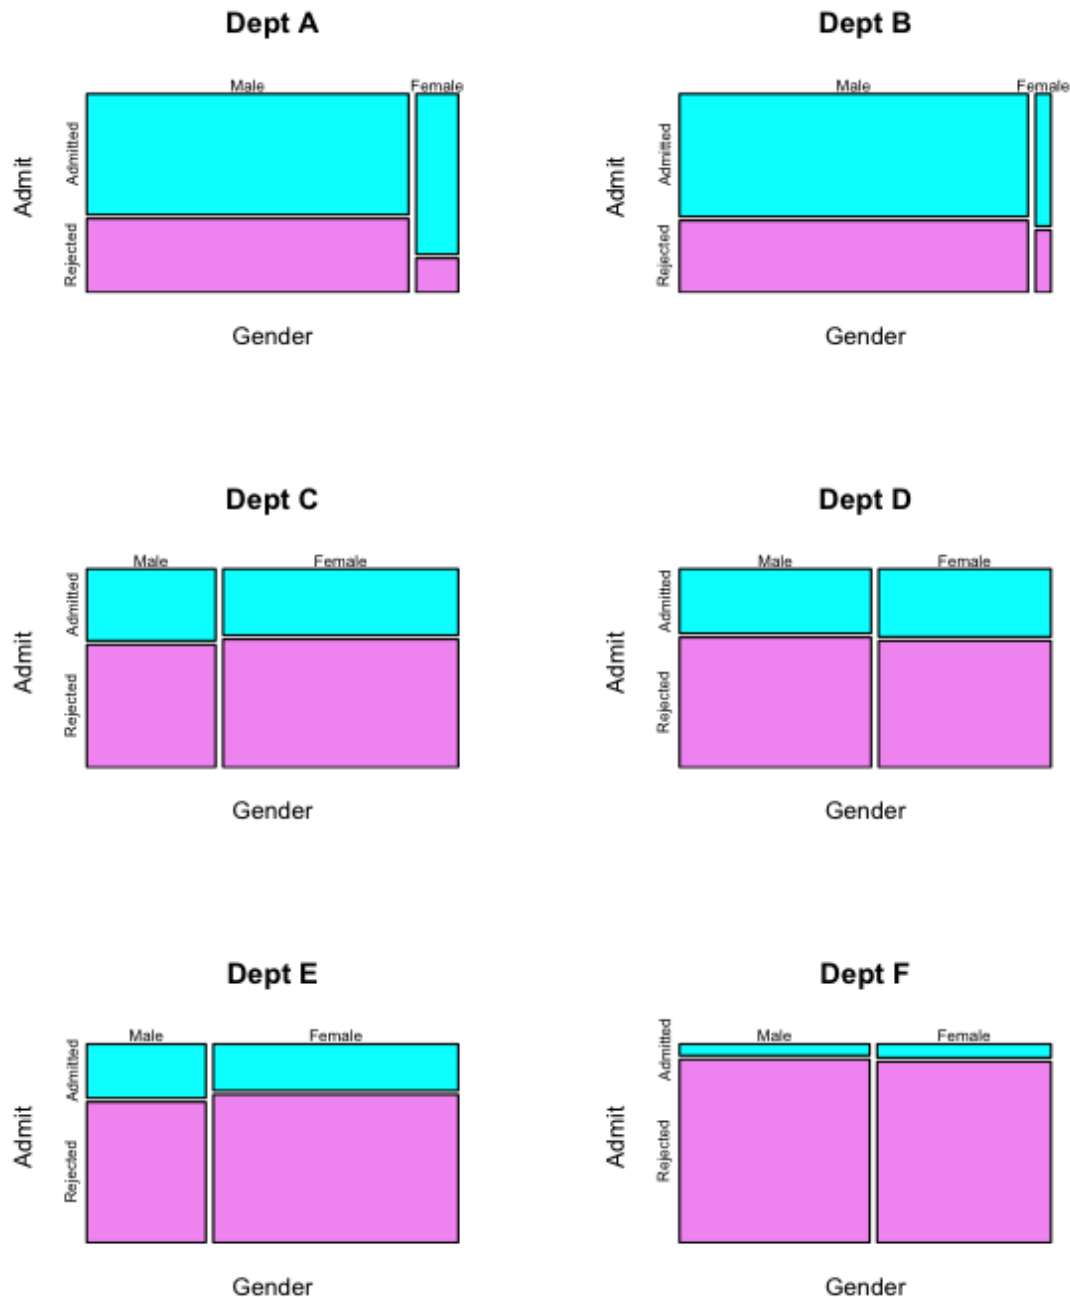 Dept A
Male Female
Admit
Admitted
Rejected
Gender
Dept B
Male Female
Admit
Admitted
Rejected
Gender
Dept C
Male Female
Admit
Admitted
Rejected
Gender
Dept D
Male Female
Admit
Admitted
Rejected
Gender
Dept E
Male Female
Admit
Admitted
Rejected
Gender
Dept F
Male Female
Admit
Admitted
Rejected
Gender